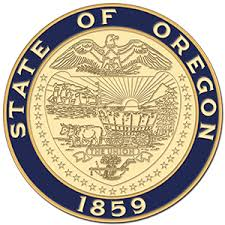 STATE OF OREGON
THE UNION
1859